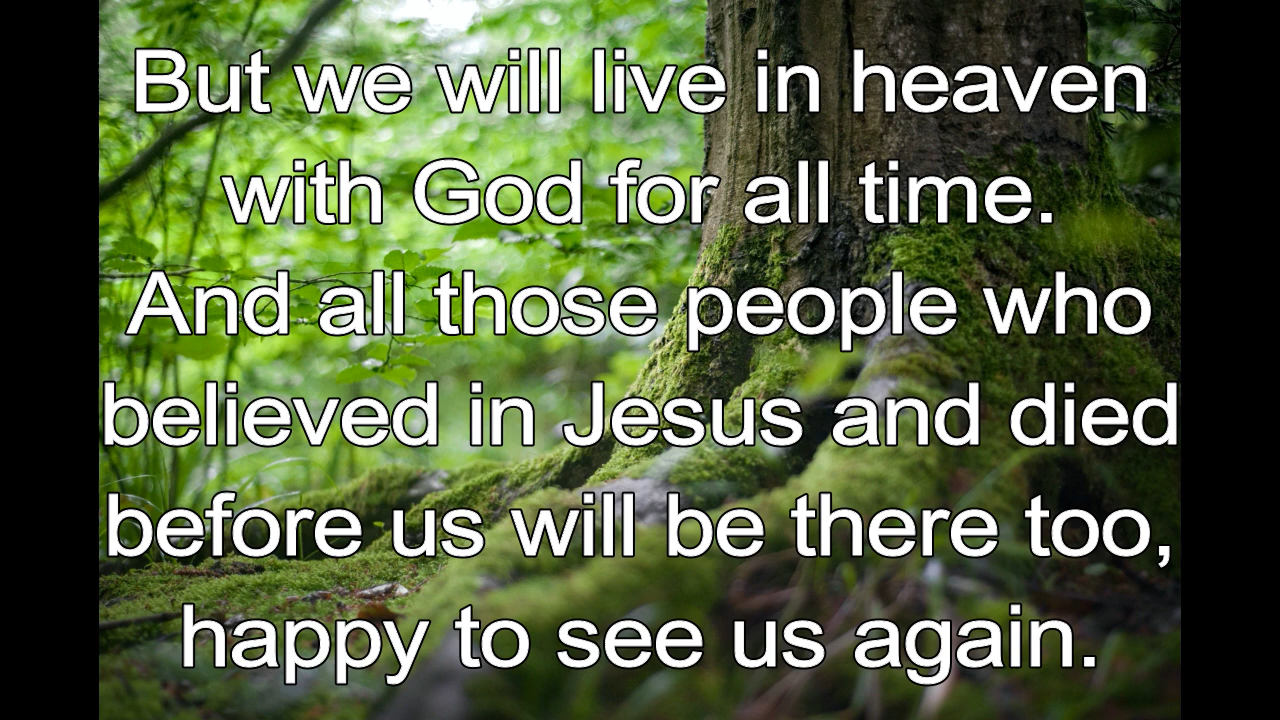 But we will live in heaven
with God for all time.
And all those people who
believed in Jesus and died
before us will be there too,
happy to see us again.